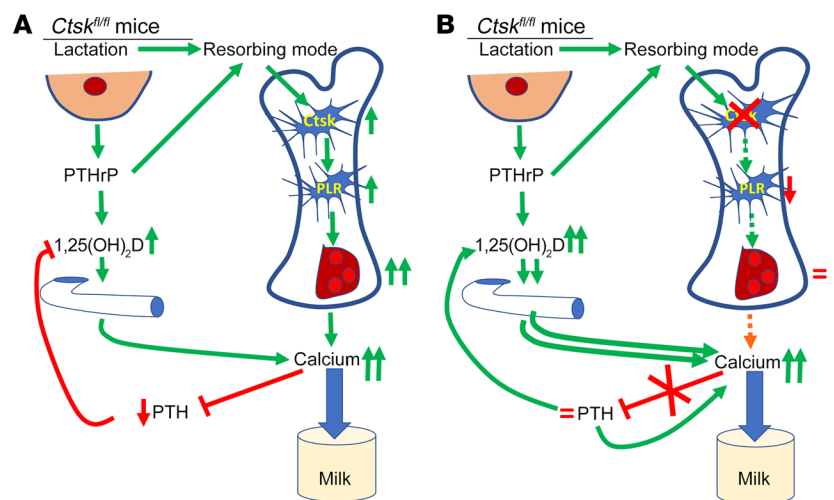 A
Ctsk^fl/fl mice
Lactation
Resorbing mode
Ctsk
PTHrP
PLR
1,25(OH)₂D
Calcium
PTH
Milk
B
Ctsk^fl/fl mice
Lactation
Resorbing mode
PTHrP
PLR
1,25(OH)₂D
=
Calcium
= PTH
Milk